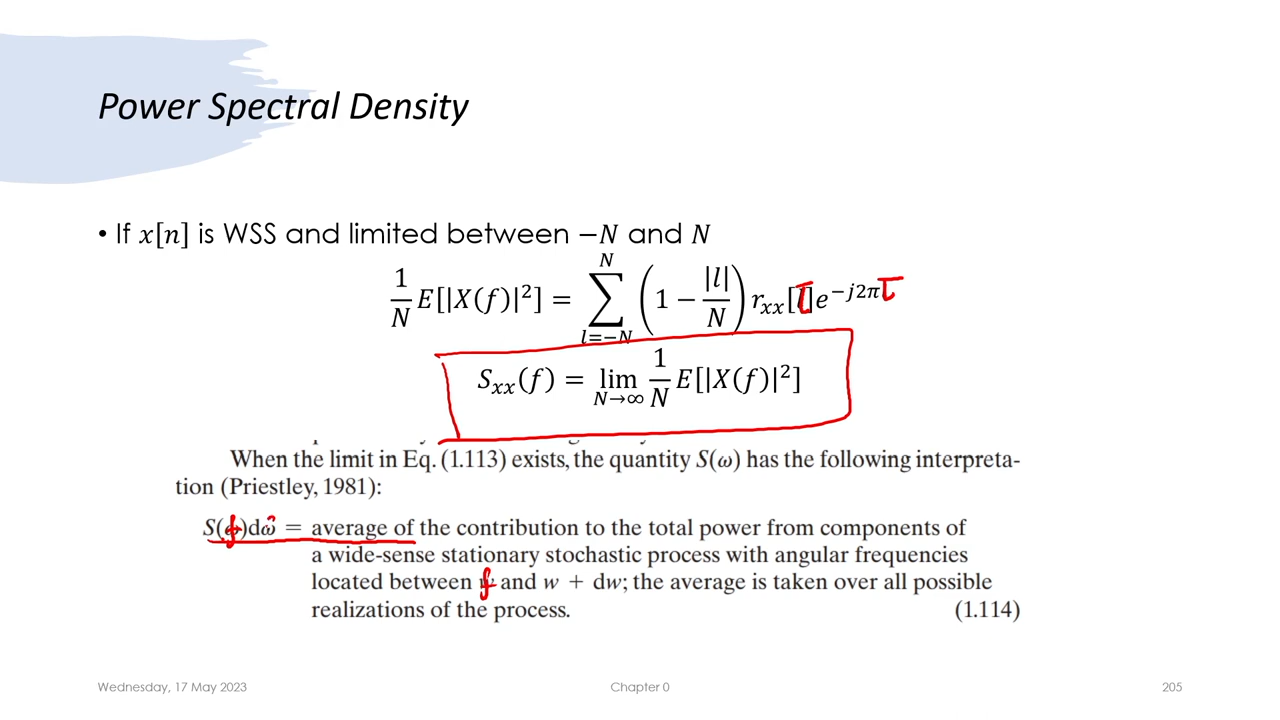 Power Spectral Density
• If x[n] is WSS and limited between −N and N
1/N E[|X(f)|²] = ∑_{l=−N}^{N} (1 − |l|/N) r_xx[l]e^{−j2πτ}
S_xx(f) = lim_{N→∞} 1/N E[|X(f)|²]
When the limit in Eq. (1.113) exists, the quantity S(ω) has the following interpreta-
tion (Priestley, 1981):
S(f)dω = average of the contribution to the total power from components of
a wide-sense stationary stochastic process with angular frequencies
located between f and w + dw; the average is taken over all possible
realizations of the process. (1.114)
Wednesday, 17 May 2023
Chapter 0
205